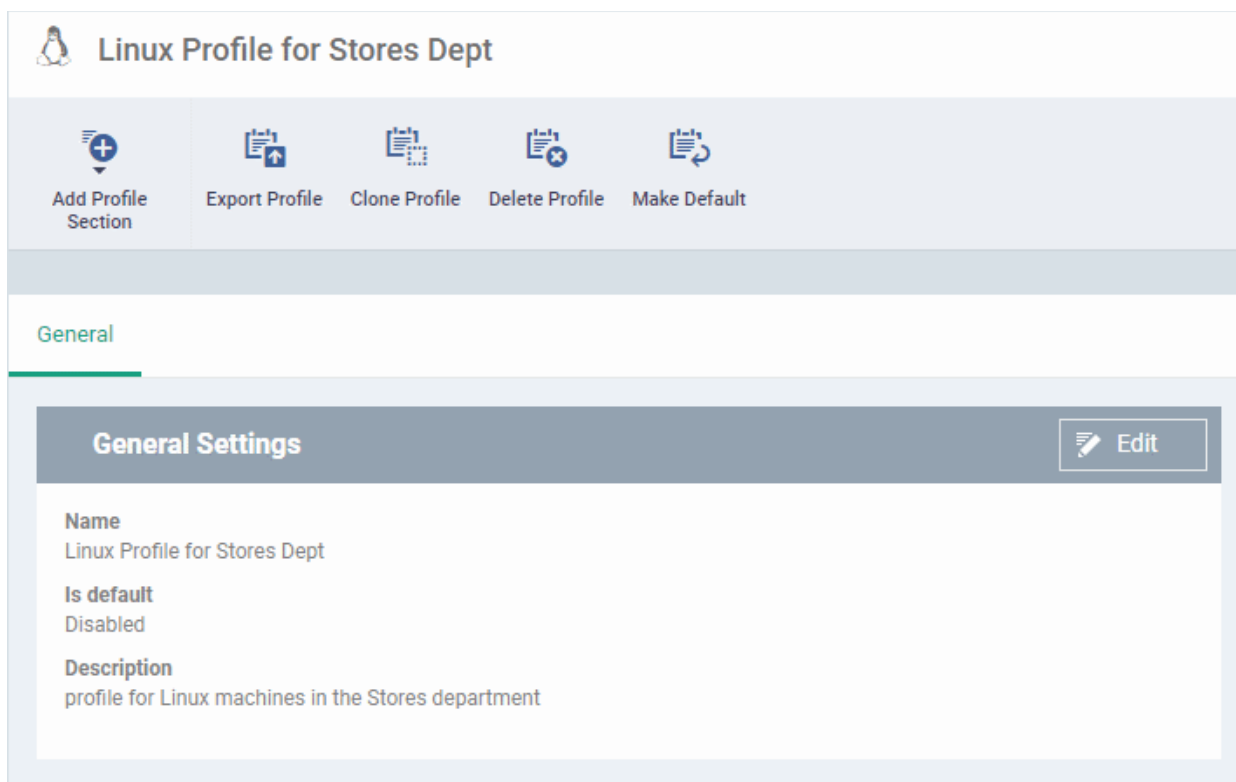 Linux Profile for Stores Dept
Add Profile
Section
Export Profile
Clone Profile
Delete Profile
Make Default
General
General Settings
Edit
Name
Linux Profile for Stores Dept
Is default
Disabled
Description
profile for Linux machines in the Stores department